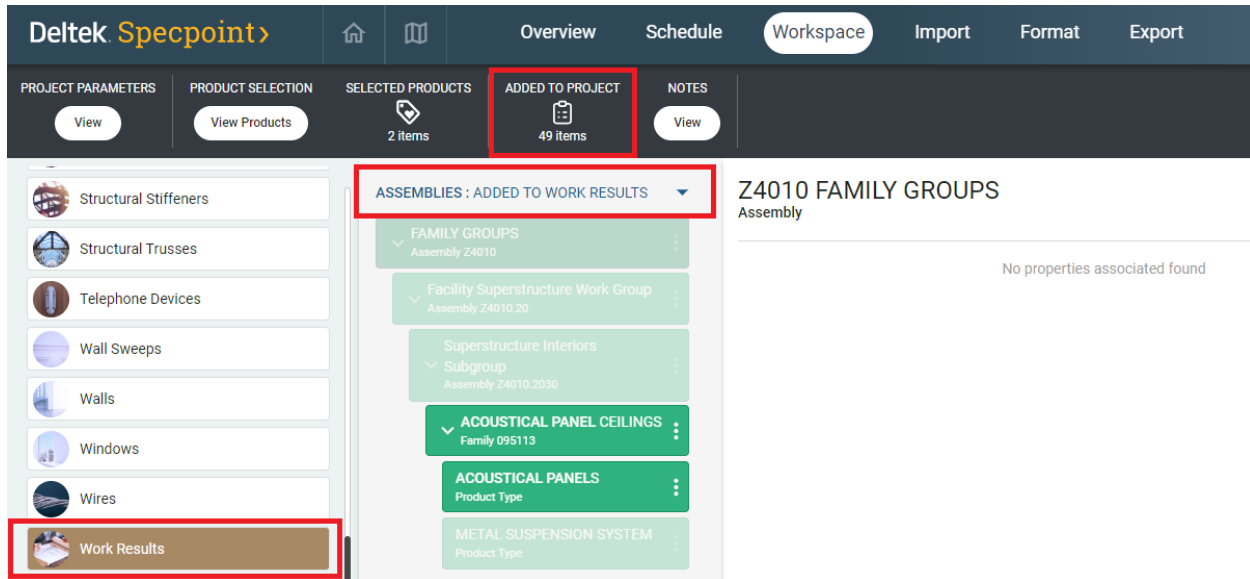 Deltek. Specpoint>
Overview Schedule Workspace Import Format Export
PROJECT PARAMETERS PRODUCT SELECTION SELECTED PRODUCTS ADDED TO PROJECT NOTES
View View Products 2 items 49 items View
Structural Stiffeners
Structural Trusses
Telephone Devices
Wall Sweeps
Walls
Windows
Wires
Work Results
ASSEMBLIES : ADDED TO WORK RESULTS
FAMILY GROUPS
Assembly Z4010
Facility Superstructure Work Group
Assembly Z4010.20
Superstructure Interiors
Subgroup
Assembly Z4010.2030
ACOUSTICAL PANEL CEILINGS
Family 095113
ACOUSTICAL PANELS
Product Type
METAL SUSPENSION SYSTEM
Product Type
Z4010 FAMILY GROUPS
Assembly
No properties associated found